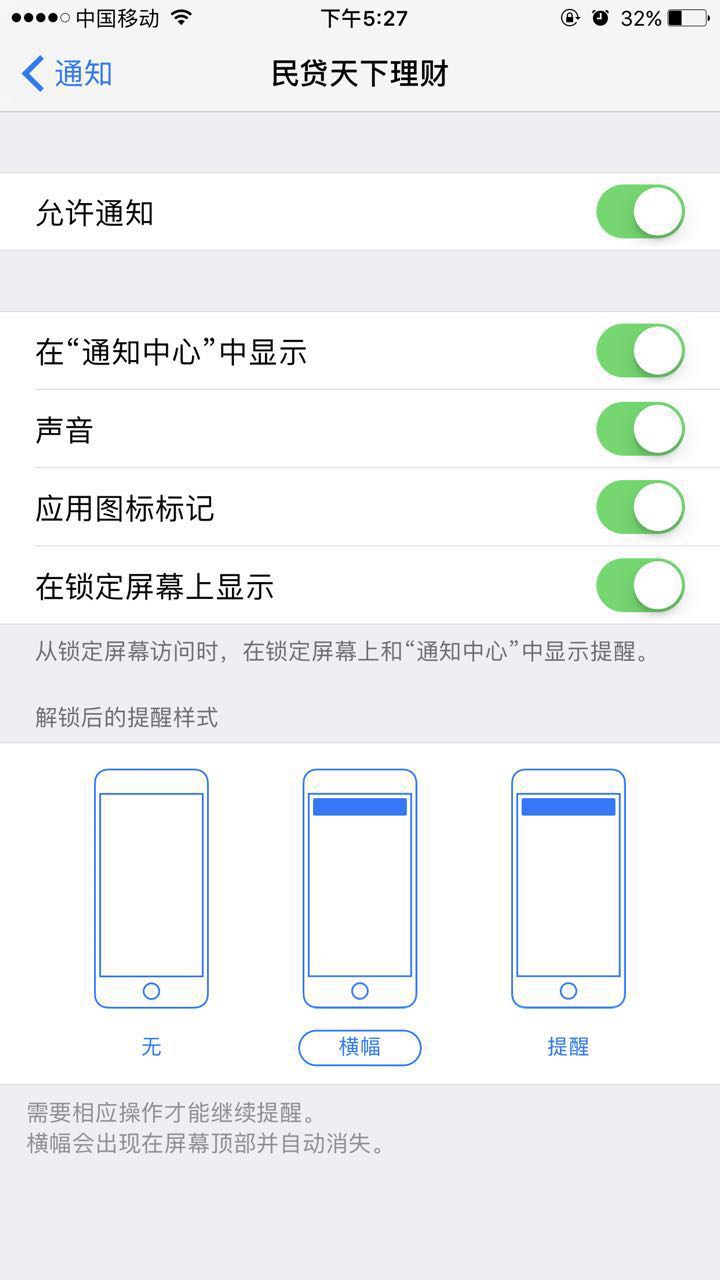 中国移动 下午5:27 32%
通知 民贷天下理财
允许通知
在“通知中心”中显示
声音
应用图标标记
在锁定屏幕上显示
从锁定屏幕访问时，在锁定屏幕上和“通知中心”中显示提醒。
解锁后的提醒样式
无 横幅 提醒
需要相应操作才能继续提醒。
横幅会出现在屏幕顶部并自动消失。